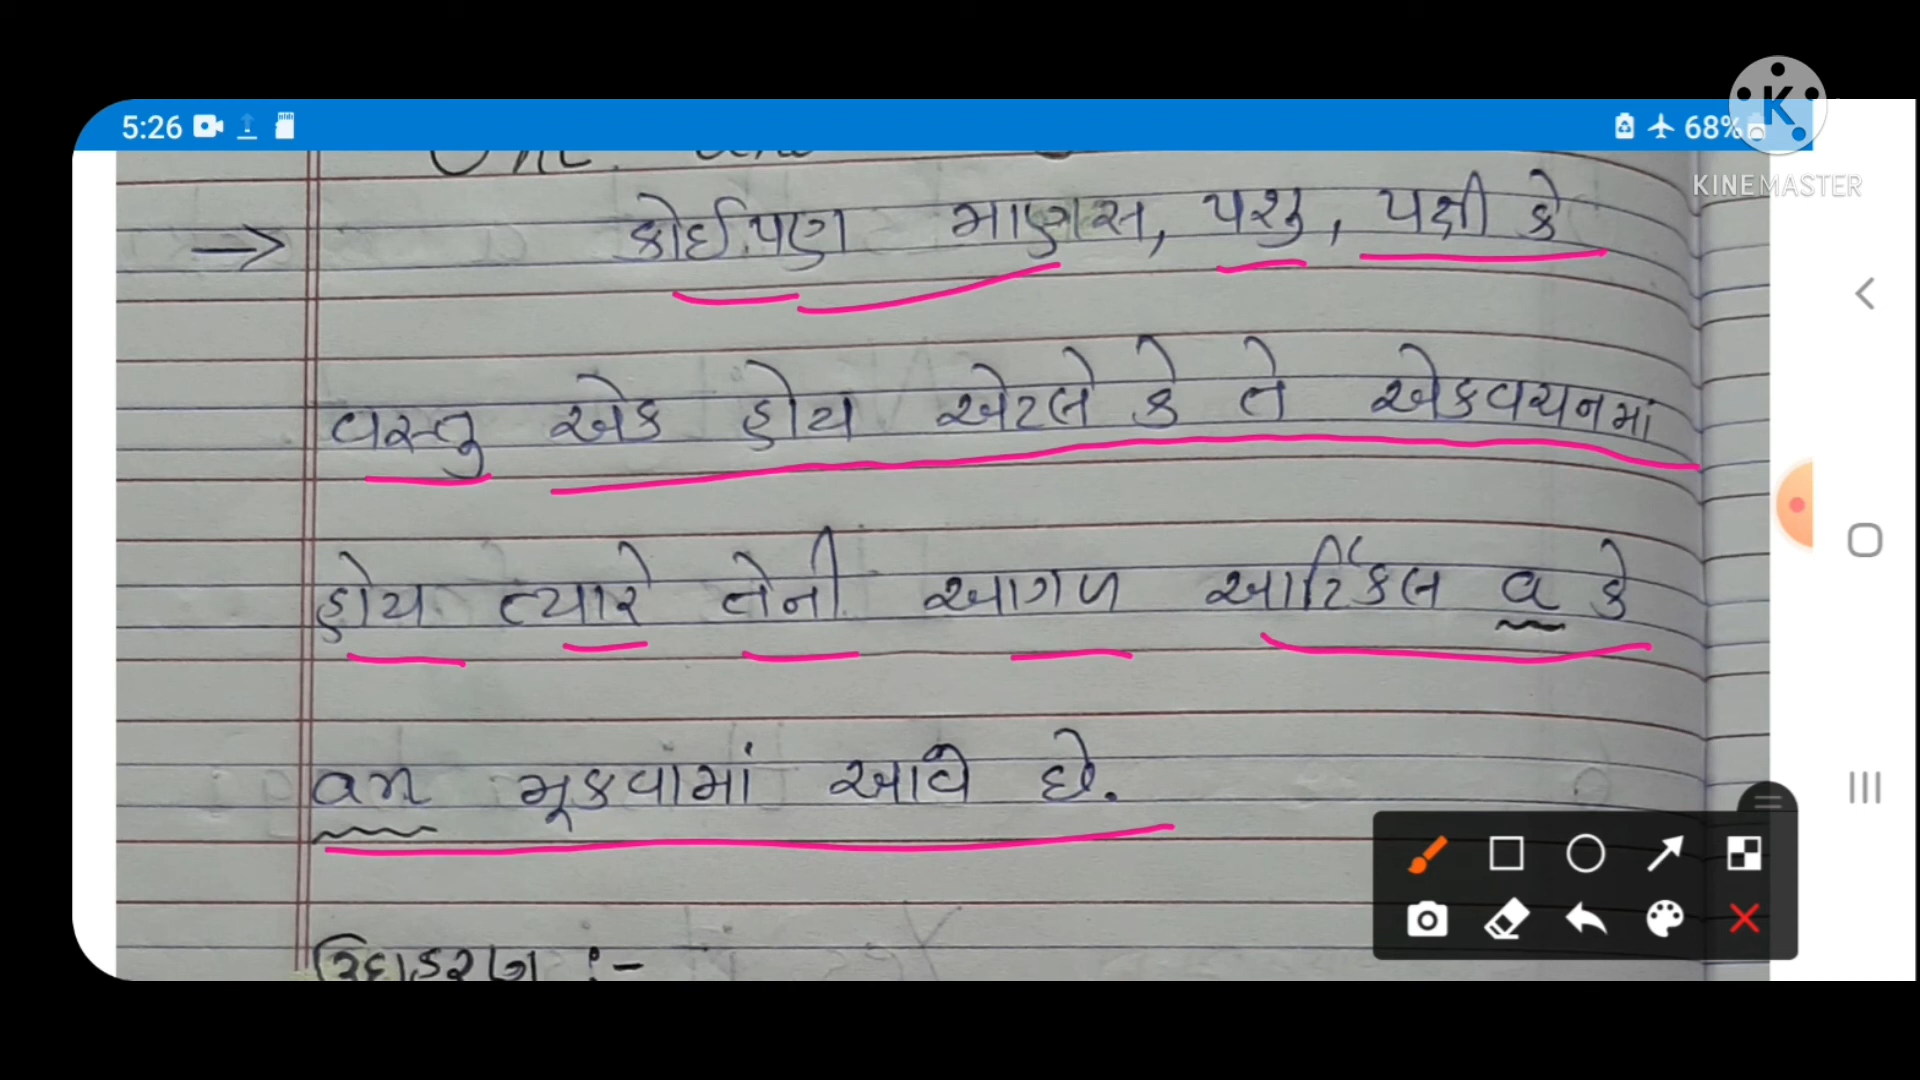 5:26
68%
KINEMASTER
→ કોઈપણ માણસ, પશુ, પક્ષી કે
વસ્તુ એક હોય એટલે કે તે એકવચનમાં
હોય ત્યારે તેની આગળ આર્ટિકલ a કે
an મૂકવામાં આવે છે.
ઉદાહરણ :-